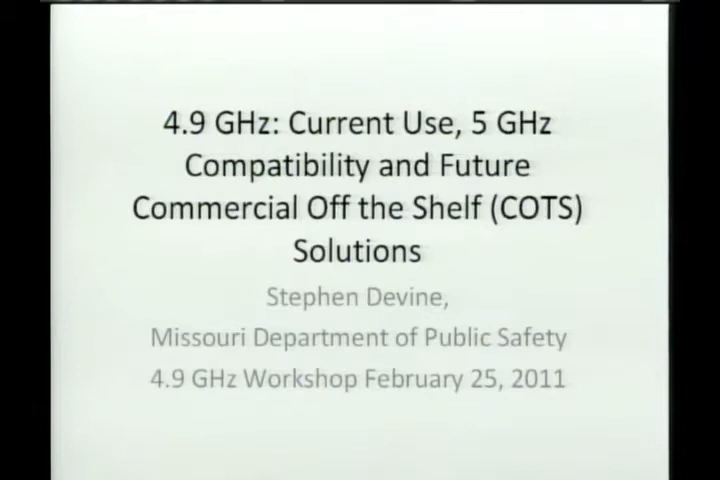 4.9 GHz: Current Use, 5 GHz
Compatibility and Future
Commercial Off the Shelf (COTS)
Solutions
Stephen Devine,
Missouri Department of Public Safety
4.9 GHz Workshop February 25, 2011